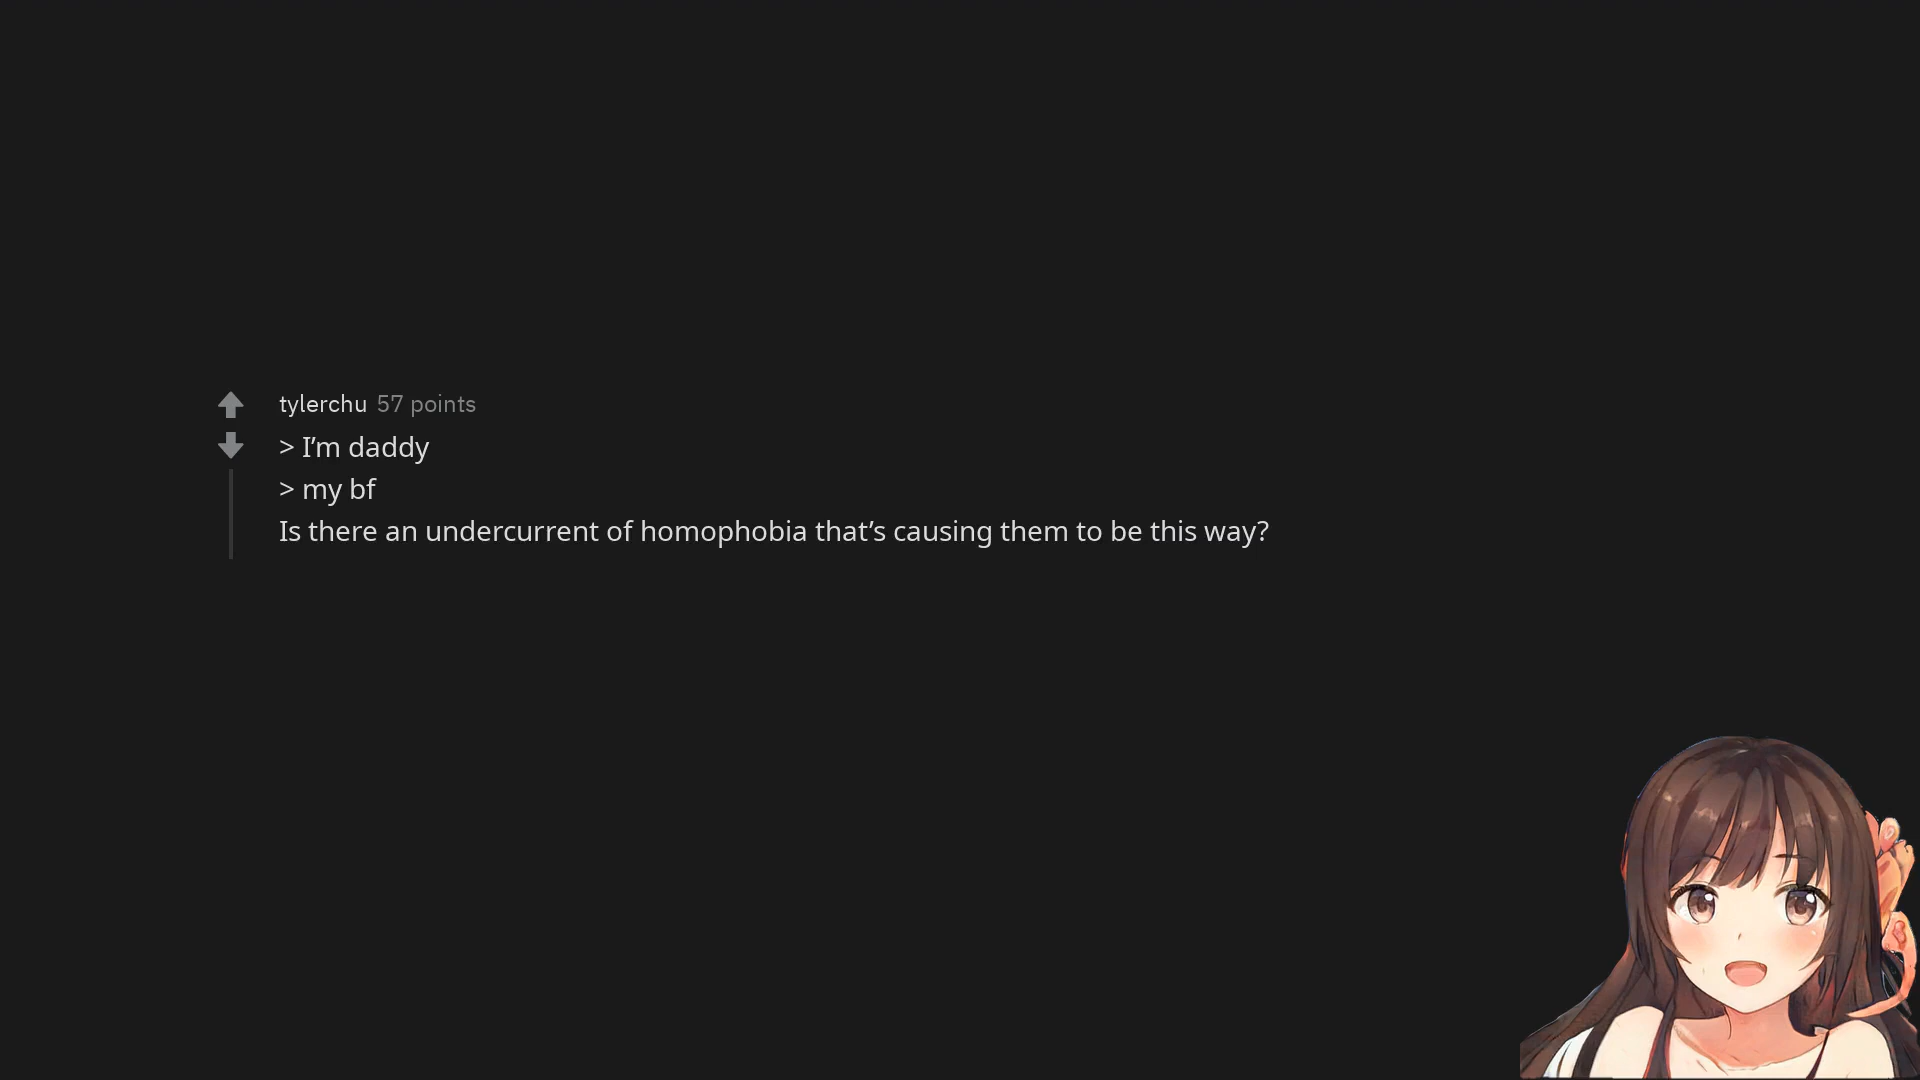 tylerchu 57 points
> I’m daddy
> my bf
Is there an undercurrent of homophobia that’s causing them to be this way?